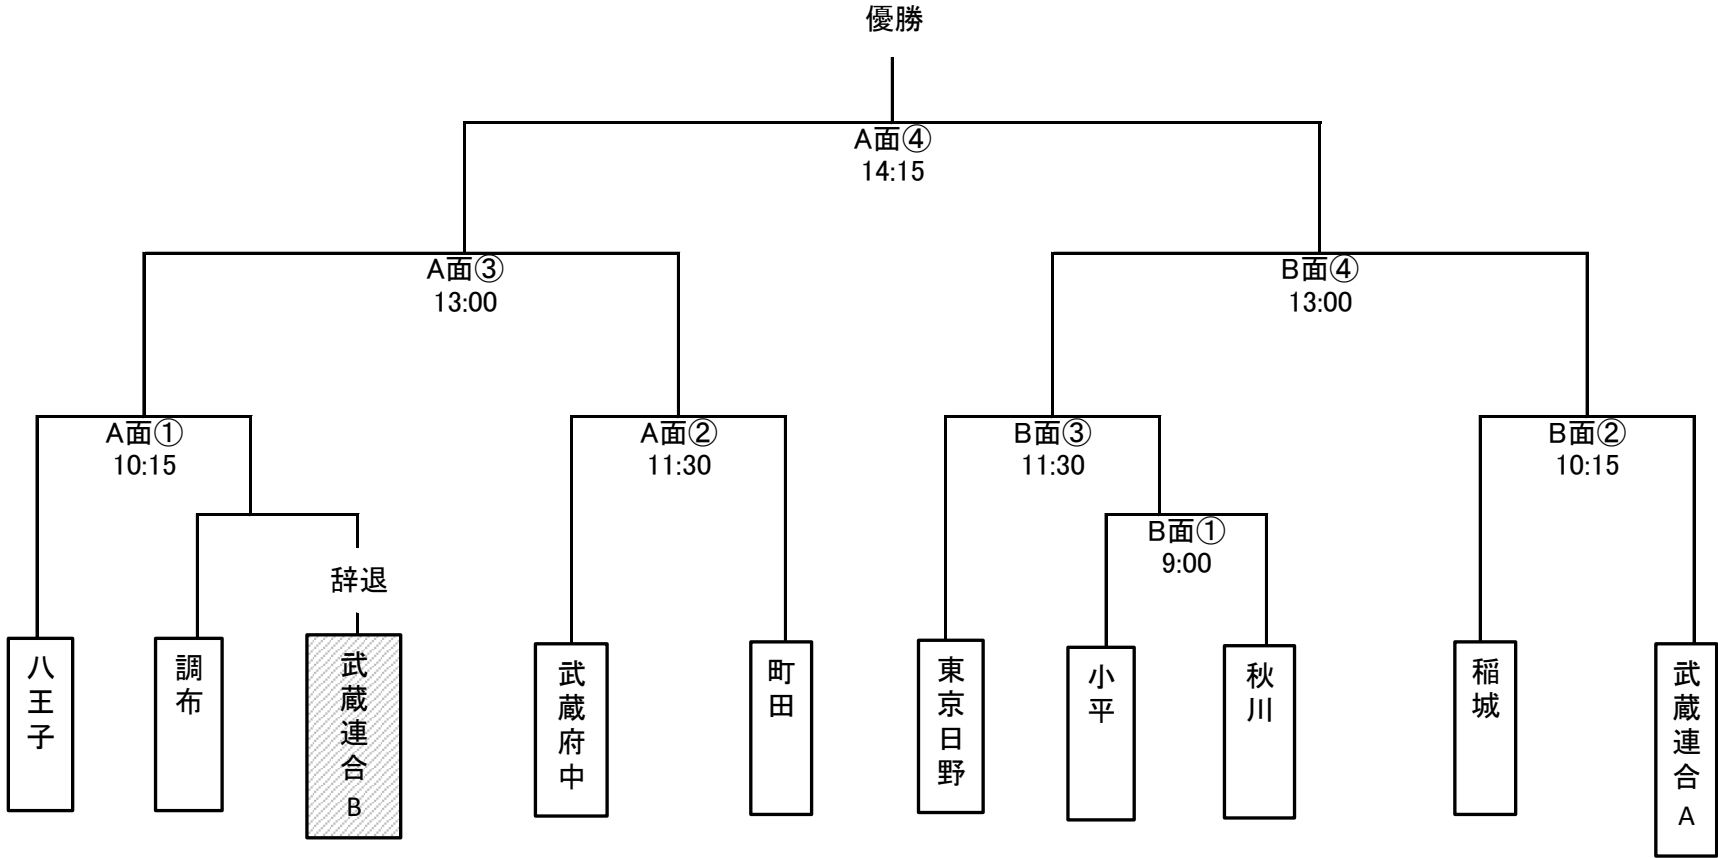 優勝
A面④
14:15
A面③
13:00
B面④
13:00
A面①
10:15
A面②
11:30
B面③
11:30
B面②
10:15
B面①
9:00
辞退
八王子
調布
武蔵連合B
武蔵府中
町田
東京日野
小平
秋川
稲城
武蔵連合A